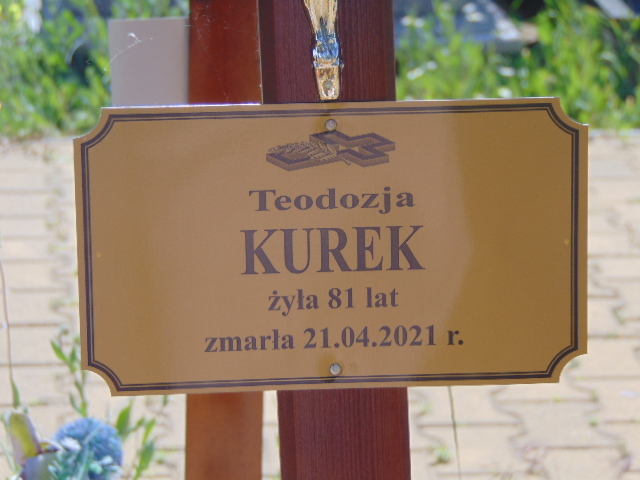 Teodozja
KUREK
żyła 81 lat
zmarła 21.04.2021 r.